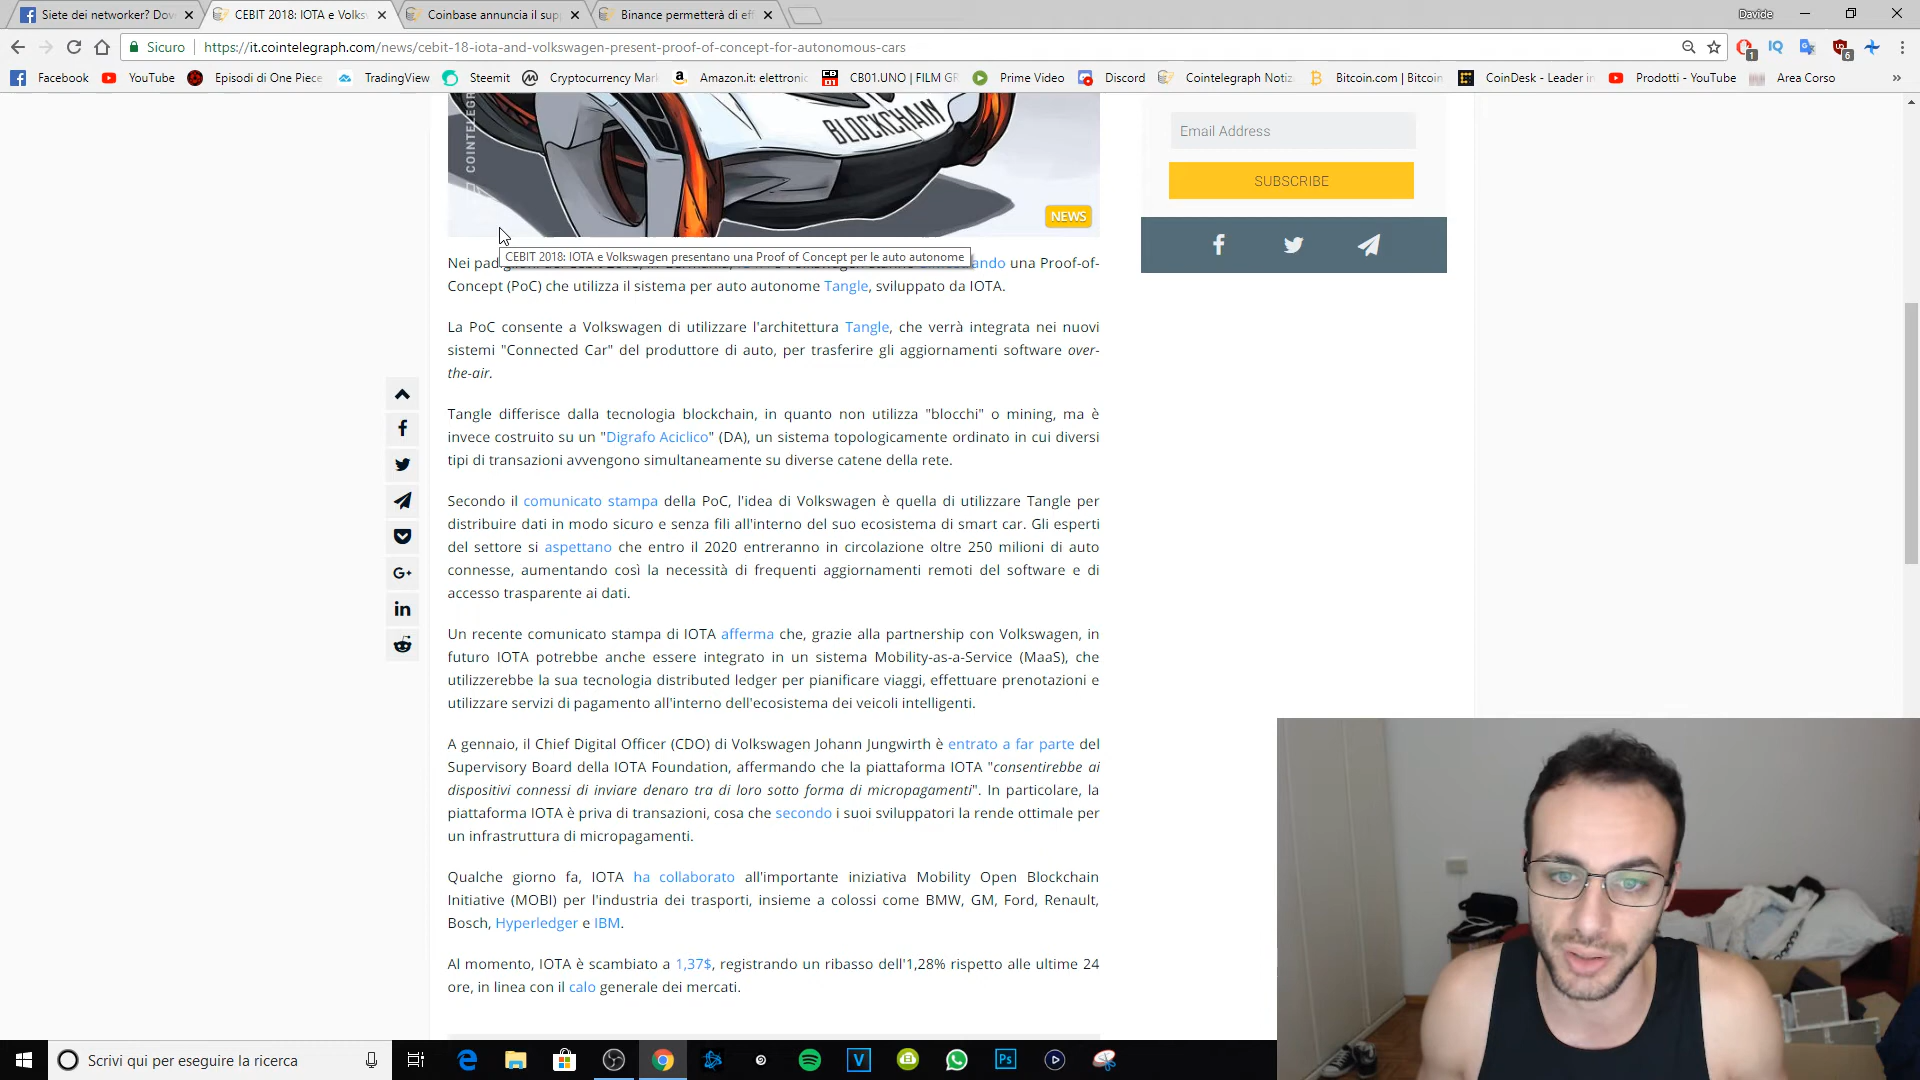 Siete dei networker? Dov
CEBIT 2018: IOTA e Volks
Coinbase annuncia il sup
Binance permetterà di eff
Davide
Sicuro
https://it.cointelegraph.com/news/cebit-18-iota-and-volkswagen-present-proof-of-concept-for-autonomous-cars
Facebook
YouTube
Episodi di One Piece
TradingView
Steemit
Cryptocurrency Mark
Amazon.it: elettronic
CB01.UNO | FILM GR
Prime Video
Discord
Cointelegraph Notiz
Bitcoin.com | Bitcoin
CoinDesk - Leader in
Prodotti - YouTube
Area Corso
COINTELEGR
BLOCKCHAIN
NEWS
Email Address
SUBSCRIBE
CEBIT 2018: IOTA e Volkswagen presentano una Proof of Concept per le auto autonome
una Proof-of-
Concept (PoC) che utilizza il sistema per auto autonome Tangle, sviluppato da IOTA.
La PoC consente a Volkswagen di utilizzare l'architettura Tangle, che verrà integrata nei nuovi
sistemi "Connected Car" del produttore di auto, per trasferire gli aggiornamenti software over-
the-air.
Tangle differisce dalla tecnologia blockchain, in quanto non utilizza "blocchi" o mining, ma è
invece costruito su un "Digrafo Aciclico" (DA), un sistema topologicamente ordinato in cui diversi
tipi di transazioni avvengono simultaneamente su diverse catene della rete.
Secondo il comunicato stampa della PoC, l'idea di Volkswagen è quella di utilizzare Tangle per
distribuire dati in modo sicuro e senza fili all'interno del suo ecosistema di smart car. Gli esperti
del settore si aspettano che entro il 2020 entreranno in circolazione oltre 250 milioni di auto
connesse, aumentando così la necessità di frequenti aggiornamenti remoti del software e di
accesso trasparente ai dati.
Un recente comunicato stampa di IOTA afferma che, grazie alla partnership con Volkswagen, in
futuro IOTA potrebbe anche essere integrato in un sistema Mobility-as-a-Service (MaaS), che
utilizzerebbe la sua tecnologia distributed ledger per pianificare viaggi, effettuare prenotazioni e
utilizzare servizi di pagamento all'interno dell'ecosistema dei veicoli intelligenti.
A gennaio, il Chief Digital Officer (CDO) di Volkswagen Johann Jungwirth è entrato a far parte del
Supervisory Board della IOTA Foundation, affermando che la piattaforma IOTA "consentirebbe ai
dispositivi connessi di inviare denaro tra di loro sotto forma di micropagamenti". In particolare, la
piattaforma IOTA è priva di transazioni, cosa che secondo i suoi sviluppatori la rende ottimale per
un infrastruttura di micropagamenti.
Qualche giorno fa, IOTA ha collaborato all'importante iniziativa Mobility Open Blockchain
Initiative (MOBI) per l'industria dei trasporti, insieme a colossi come BMW, GM, Ford, Renault,
Bosch, Hyperledger e IBM.
Al momento, IOTA è scambiato a 1,37$, registrando un ribasso dell'1,28% rispetto alle ultime 24
ore, in linea con il calo generale dei mercati.
Scrivi qui per eseguire la ricerca